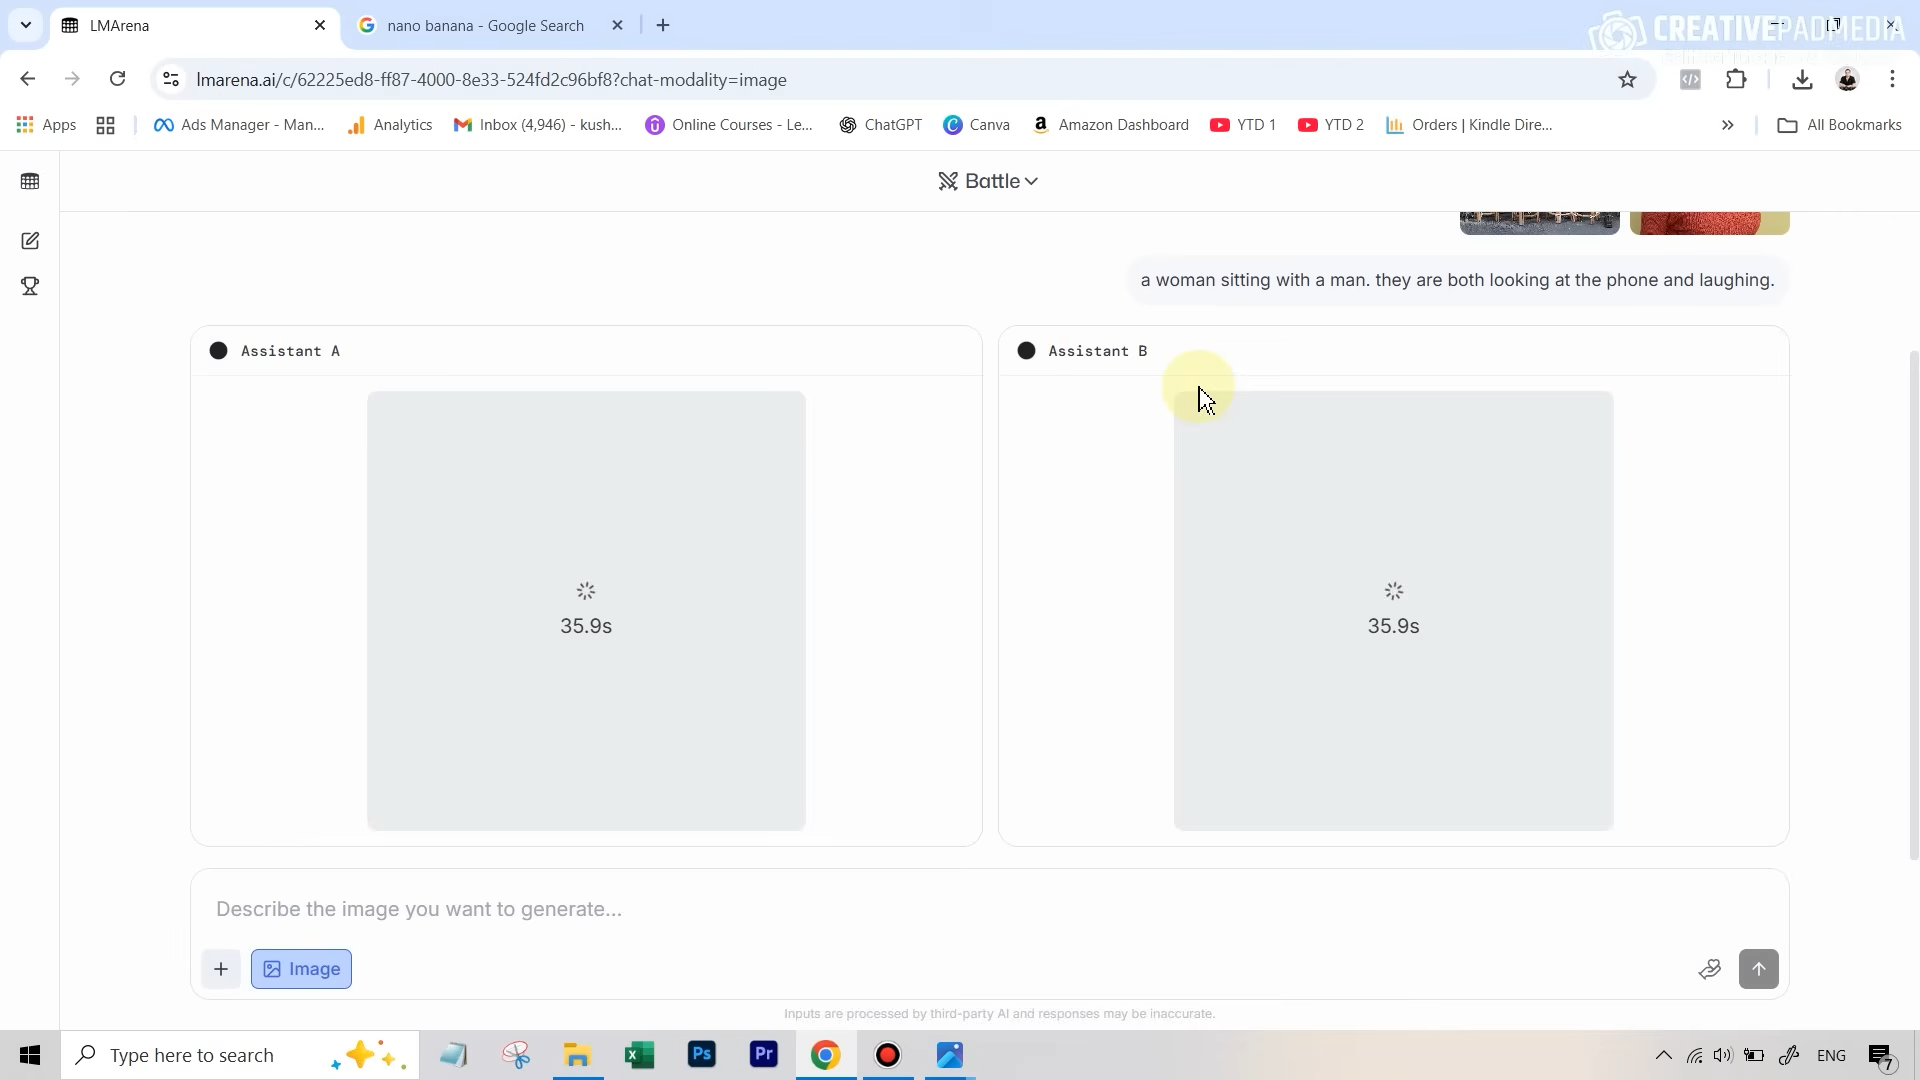 LMArena
nano banana - Google Search
CREATIVEPADMEDIA
lmarena.ai/c/62225ed8-ff87-4000-8e33-524fd2c96bf8?chat-modality=image
Apps
Ads Manager - Man...
Analytics
Inbox (4,946) - kush...
Online Courses - Le...
ChatGPT
Canva
Amazon Dashboard
YTD 1
YTD 2
Orders | Kindle Dire...
All Bookmarks
Battle
a woman sitting with a man. they are both looking at the phone and laughing.
Assistant A
Assistant B
35.9s
35.9s
Describe the image you want to generate...
Image
Inputs are processed by third-party AI and responses may be inaccurate.
Type here to search
Ps
Pr
ENG
7